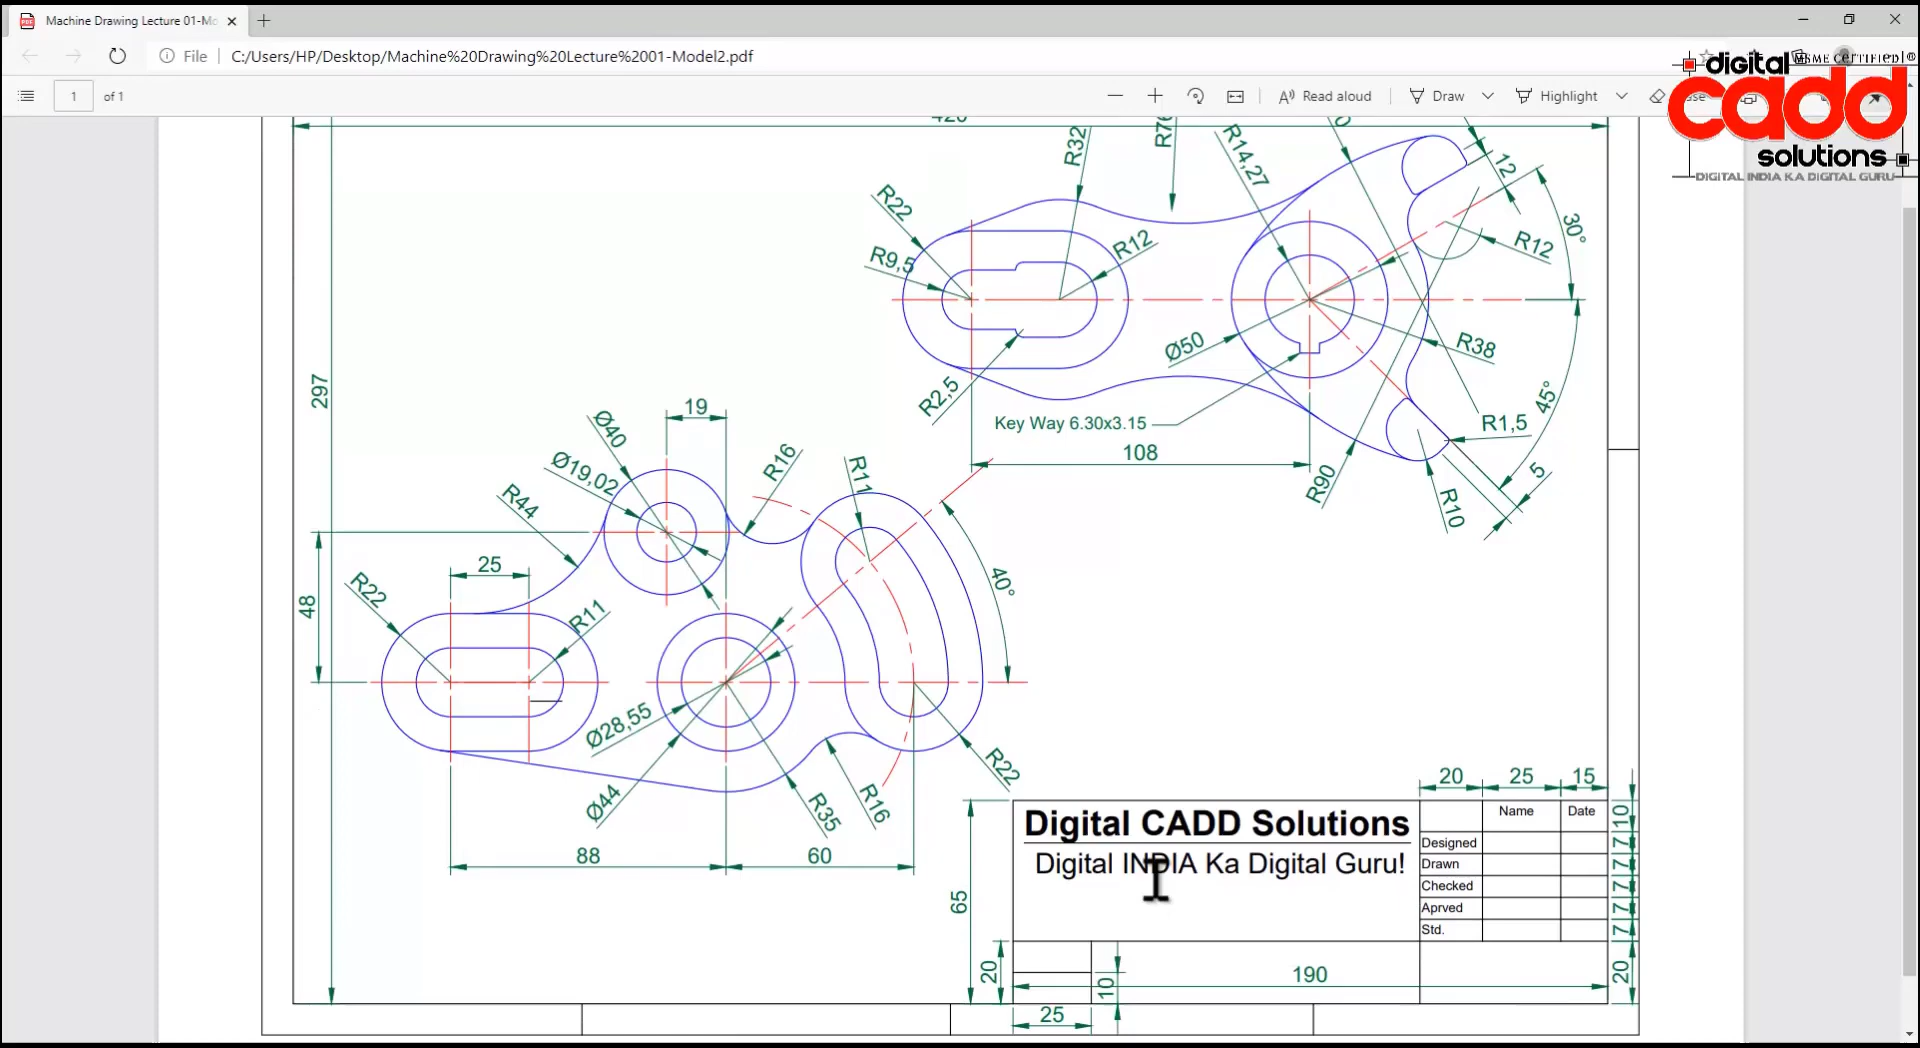 Machine Drawing Lecture 01-Mo
File
C:/Users/HP/Desktop/Machine%20Drawing%20Lecture%2001-Model2.pdf
1
of 1
Read aloud
Draw
Highlight
MSME CERTIFIED!®
digital
cadd
solutions
DIGITAL INDIA KA DIGITAL GURU
420
R32
R76
R14,27
12
R22
R12
R12
30°
R9,5
Ø50
R38
297
R2,5
45°
Key Way 6.30x3.15
R1,5
108
19
Ø40
R16
R11
5
Ø19,02
R90
R10
R44
25
40°
R22
48
R11
Ø28,55
R22
Ø44
R35
R16
88
60
20
25
15
Digital CADD Solutions
Name
Date
10
Digital INDIA Ka Digital Guru!
Designed
7
Drawn
7
Checked
7
65
Aprved
7
Std.
7
20
10
190
20
25